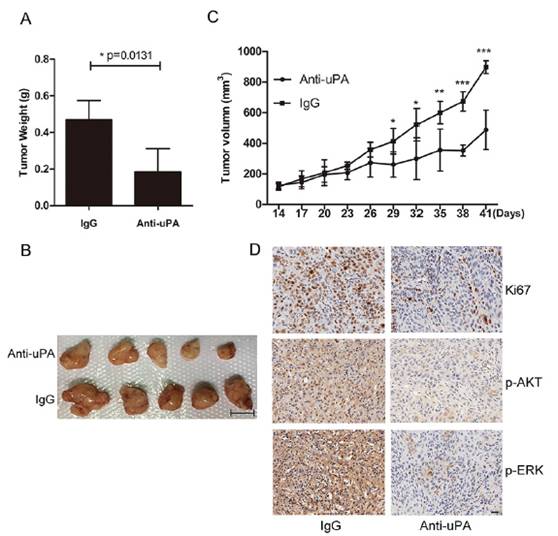 A
* p=0.0131
Tumor Weight (g)
0.8
0.6
0.4
0.2
0.0
IgG
Anti-uPA
B
Anti-uPA
IgG
C
Tumor volumn (mm3)
1000
800
600
400
200
0
Anti-uPA
IgG
*
*
**
***
***
14 17 20 23 26 29 32 35 38 41(Days)
D
Ki67
p-AKT
p-ERK
IgG
Anti-uPA